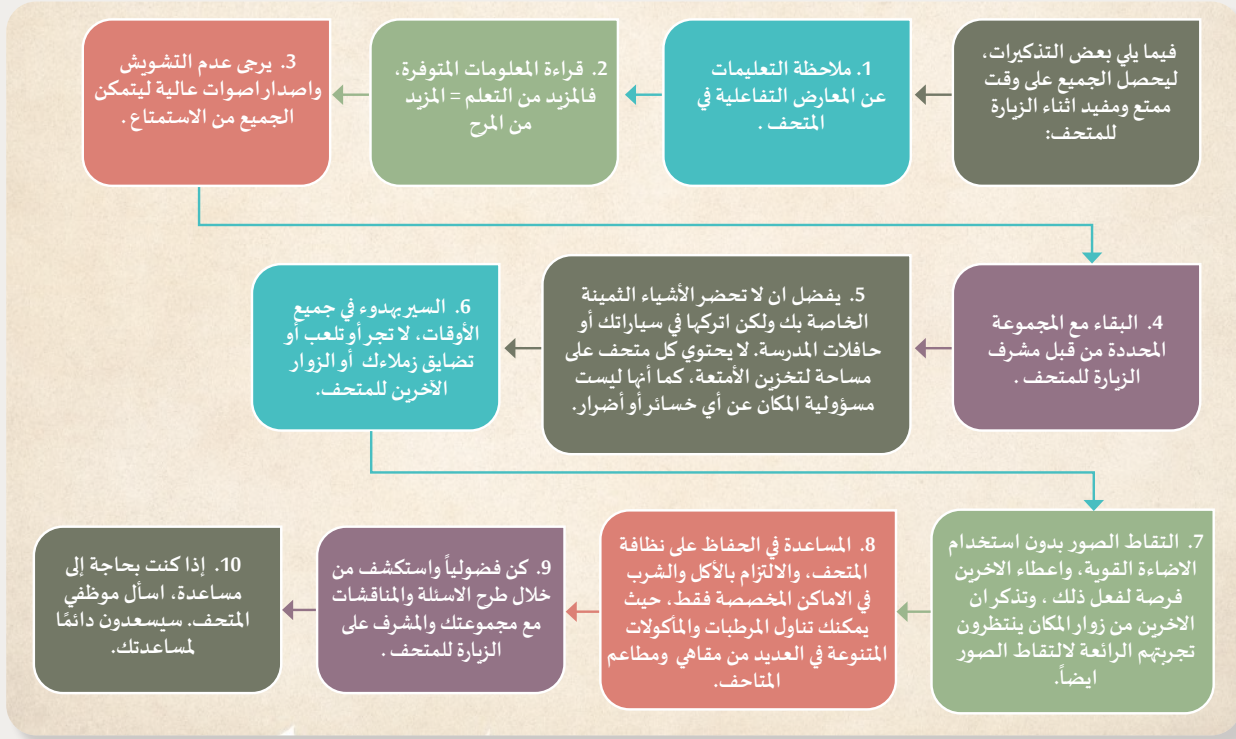 فيما يلي بعض التذكيرات،
ليحصل الجميع على وقت
ممتع ومفيد اثناء الزيارة
للمتحف:
1. ملاحظة التعليمات
عن المعارض التفاعلية في
المتحف .
2. قراءة المعلومات المتوفرة،
فالمزيد من التعلم = المزيد
من المرح
3. يرجى عدم التشويش
واصدار اصوات عالية ليتمكن
الجميع من الاستمتاع .
4. البقاء مع المجموعة
المحددة من قبل مشرف
الزيارة للمتحف .
5. يفضل ان لا تحضر الأشياء الثمينة
الخاصة بك ولكن اتركها في سياراتك أو
حافلات المدرسة. لا يحتوي كل متحف على
مساحة لتخزين الأمتعة، كما أنها ليست
مسؤولية المكان عن أي خسائر أو أضرار.
6. السير بهدوء في جميع
الأوقات، لا تجر أو تلعب أو
تضايق زملاءك أو الزوار
الآخرين للمتحف.
7. التقاط الصور بدون استخدام
الاضاءة القوية، واعطاء الاخرين
فرصة لفعل ذلك ، وتذكر ان
الاخرين من زوار المكان ينتظرون
تجربتهم الرائعة لالتقاط الصور
ايضاً.
8. المساعدة في الحفاظ على نظافة
المتحف، والالتزام بالأكل والشرب
في الاماكن المخصصة فقط، حيث
يمكنك تناول المرطبات والمأكولات
المتنوعة في العديد من مقاهي ومطاعم
المتاحف.
9. كن فضولياً واستكشف من
خلال طرح الاسئلة والمناقشات
مع مجموعتك والمشرف على
الزيارة للمتحف .
10. إذا كنت بحاجة إلى
مساعدة، اسأل موظفي
المتحف. سيسعدون دائمًا
لمساعدتك.